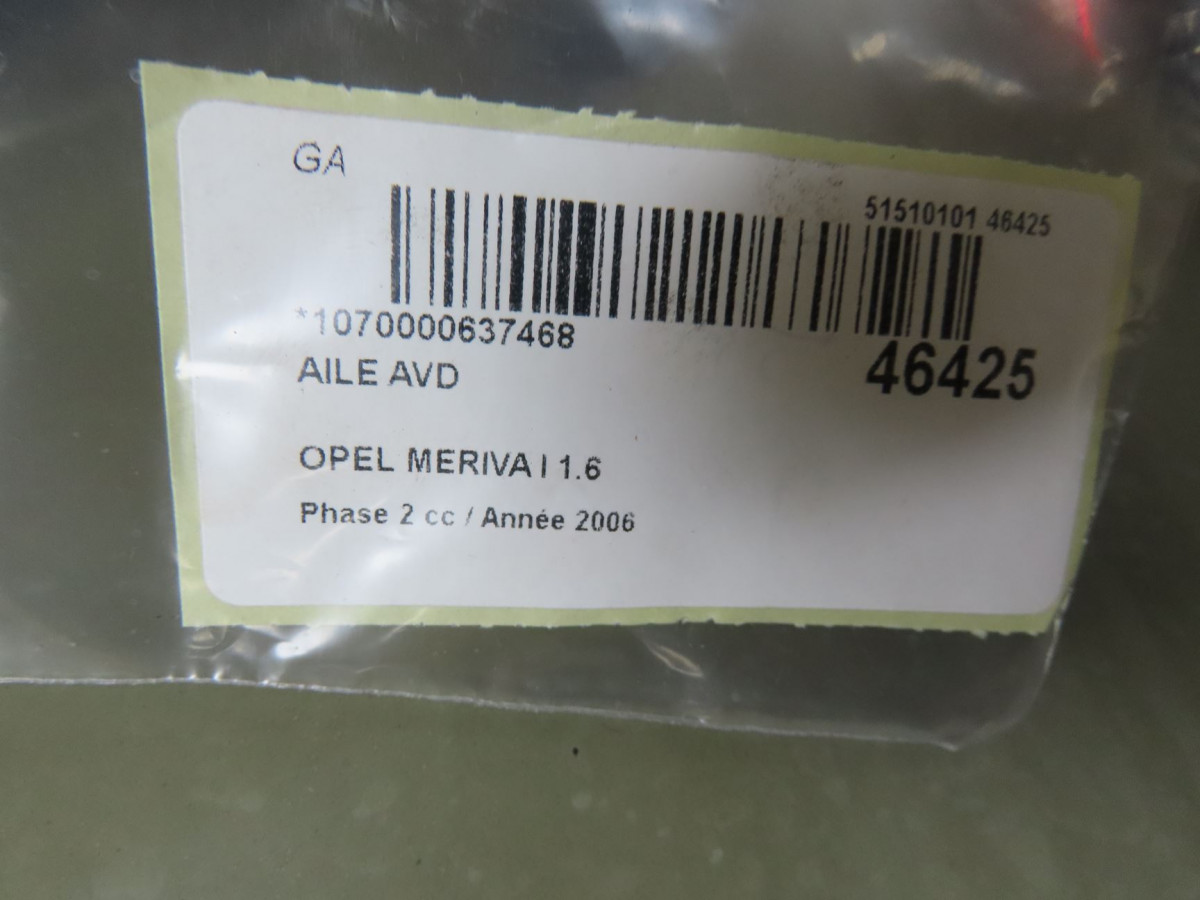 GA
51510101 46425
*1070000637468
46425
AILE AVD
OPEL MERIVA I 1.6
Phase 2 cc / Année 2006